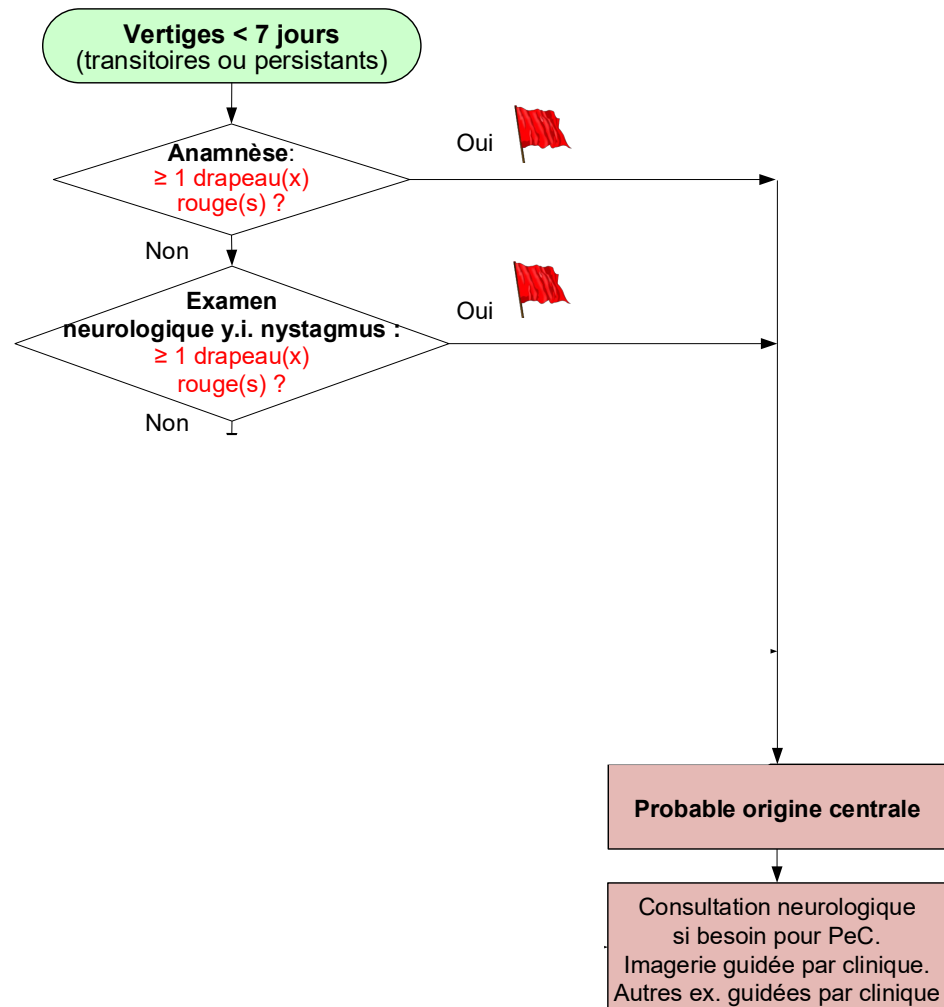 Vertiges < 7 jours
(transitoires ou persistants)
Anamnèse:
≥ 1 drapeau(x)
rouge(s) ?
Oui
Non
Examen
neurologique y.i. nystagmus :
≥ 1 drapeau(x)
rouge(s) ?
Oui
Non
Probable origine centrale
Consultation neurologique
si besoin pour PeC.
Imagerie guidée par clinique.
Autres ex. guidées par clinique